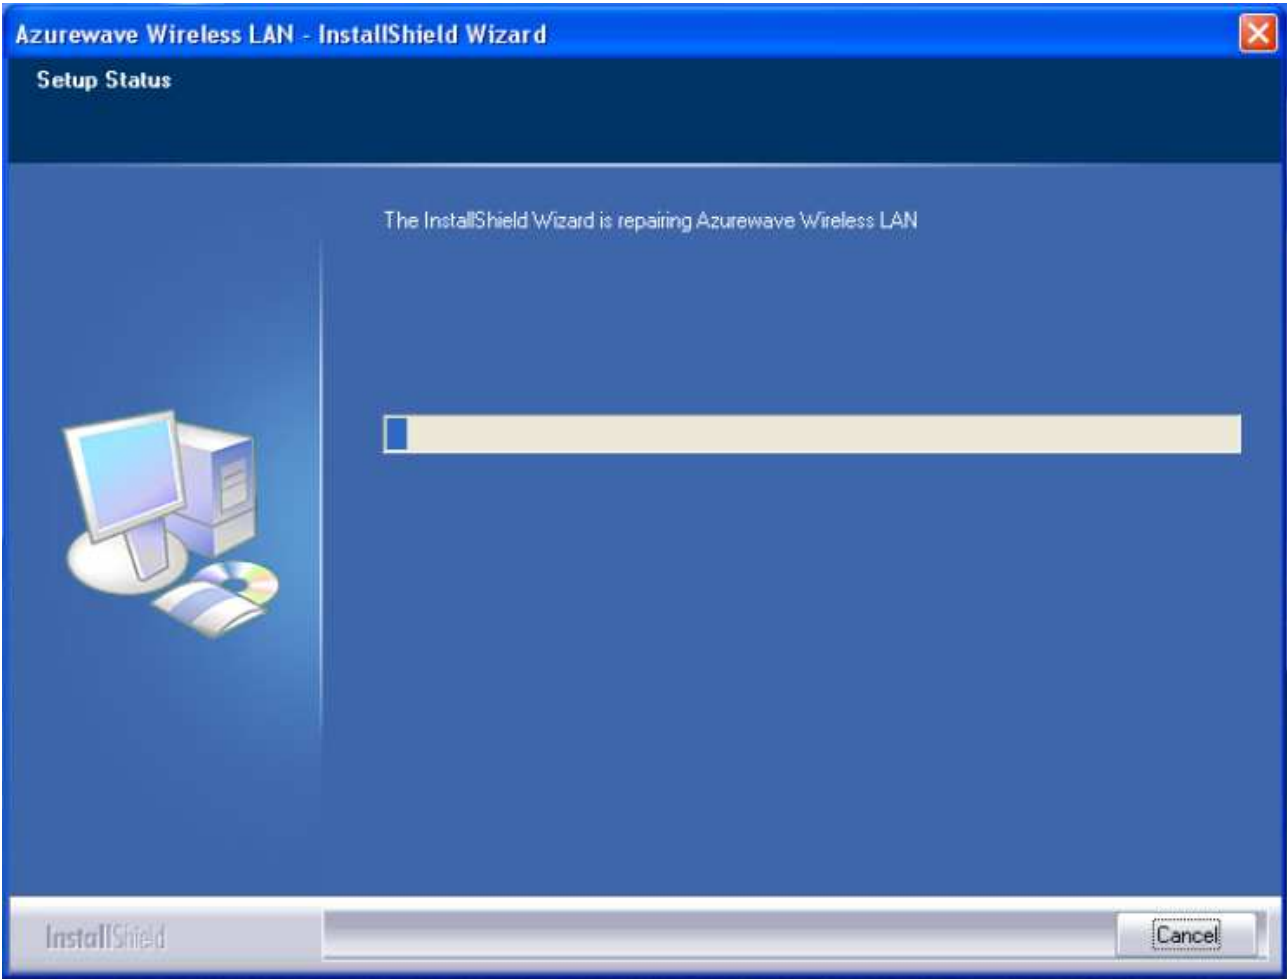 Azurewave Wireless LAN - InstallShield Wizard
Setup Status
The InstallShield Wizard is repairing Azurewave Wireless LAN
InstallShield
Cancel